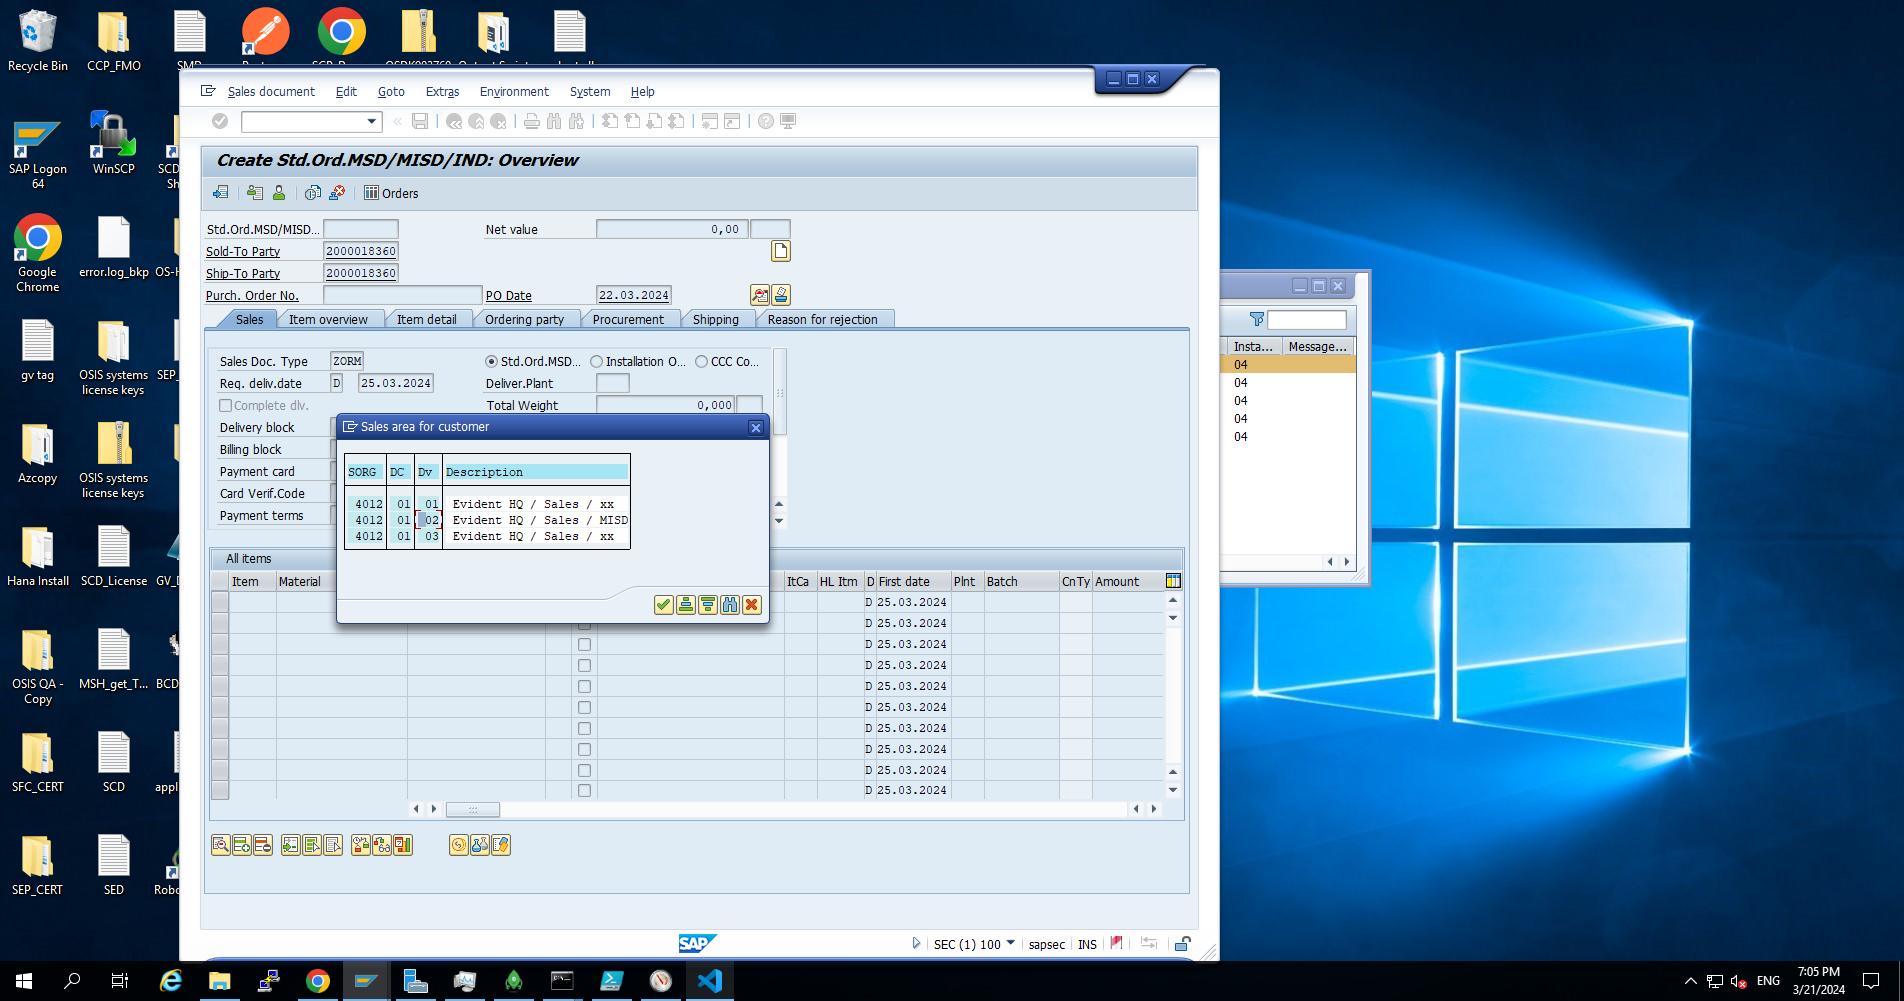 Recycle Bin
CCP_FMO
SAP Logon 64
WinSCP
Google Chrome
error.log_bkp
gv tag
OSIS systems license keys
Azcopy
OSIS systems license keys
Hana Install
SCD_License
OSIS QA - Copy
MSH_get_T...
SFC_CERT
SCD
SEP_CERT
SED
Sales document Edit Goto Extras Environment System Help
Create Std.Ord.MSD/MISD/IND: Overview
Orders
Std.Ord.MSD/MISD... Net value 0,00
Sold-To Party 2000018360
Ship-To Party 2000018360
Purch. Order No. PO Date 22.03.2024
Sales Item overview Item detail Ordering party Procurement Shipping Reason for rejection
Sales Doc. Type ZORM Std.Ord.MSD... Installation O... CCC Co...
Req. deliv.date D 25.03.2024 Deliver.Plant
Complete dlv. Total Weight 0,000
Delivery block
Billing block
Payment card
Card Verif.Code
Payment terms
Sales area for customer
SORG DC Dv Description
4012 01 01 Evident HQ / Sales / xx
4012 01 02 Evident HQ / Sales / MISD
4012 01 03 Evident HQ / Sales / xx
All items
Item Material ItCa HL Itm D First date Plnt Batch CnTy Amount
D 25.03.2024
D 25.03.2024
D 25.03.2024
D 25.03.2024
D 25.03.2024
D 25.03.2024
D 25.03.2024
D 25.03.2024
D 25.03.2024
D 25.03.2024
Insta... Message...
04
04
04
04
04
SAP
SEC (1) 100 sapsec INS
ENG
7:05 PM
3/21/2024